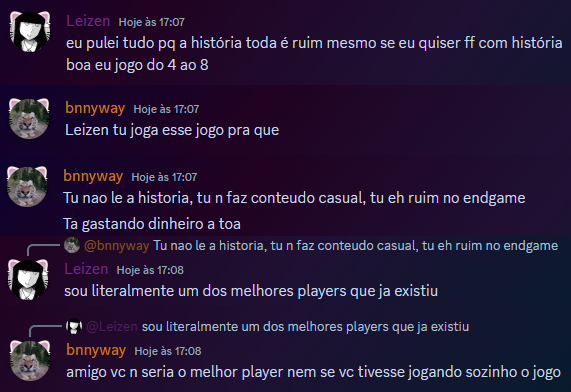 Leizen Hoje às 17:07
eu pulei tudo pq a história toda é ruim mesmo se eu quiser ff com história
boa eu jogo do 4 ao 8
bnnyway Hoje às 17:07
Leizen tu joga esse jogo pra que
bnnyway Hoje às 17:07
Tu nao le a historia, tu n faz conteudo casual, tu eh ruim no endgame
Ta gastando dinheiro a toa
@bnnyway Tu nao le a historia, tu n faz conteudo casual, tu eh ruim no endgame
Leizen Hoje às 17:08
sou literalmente um dos melhores players que ja existiu
@Leizen sou literalmente um dos melhores players que ja existiu
bnnyway Hoje às 17:08
amigo vc n seria o melhor player nem se vc tivesse jogando sozinho o jogo